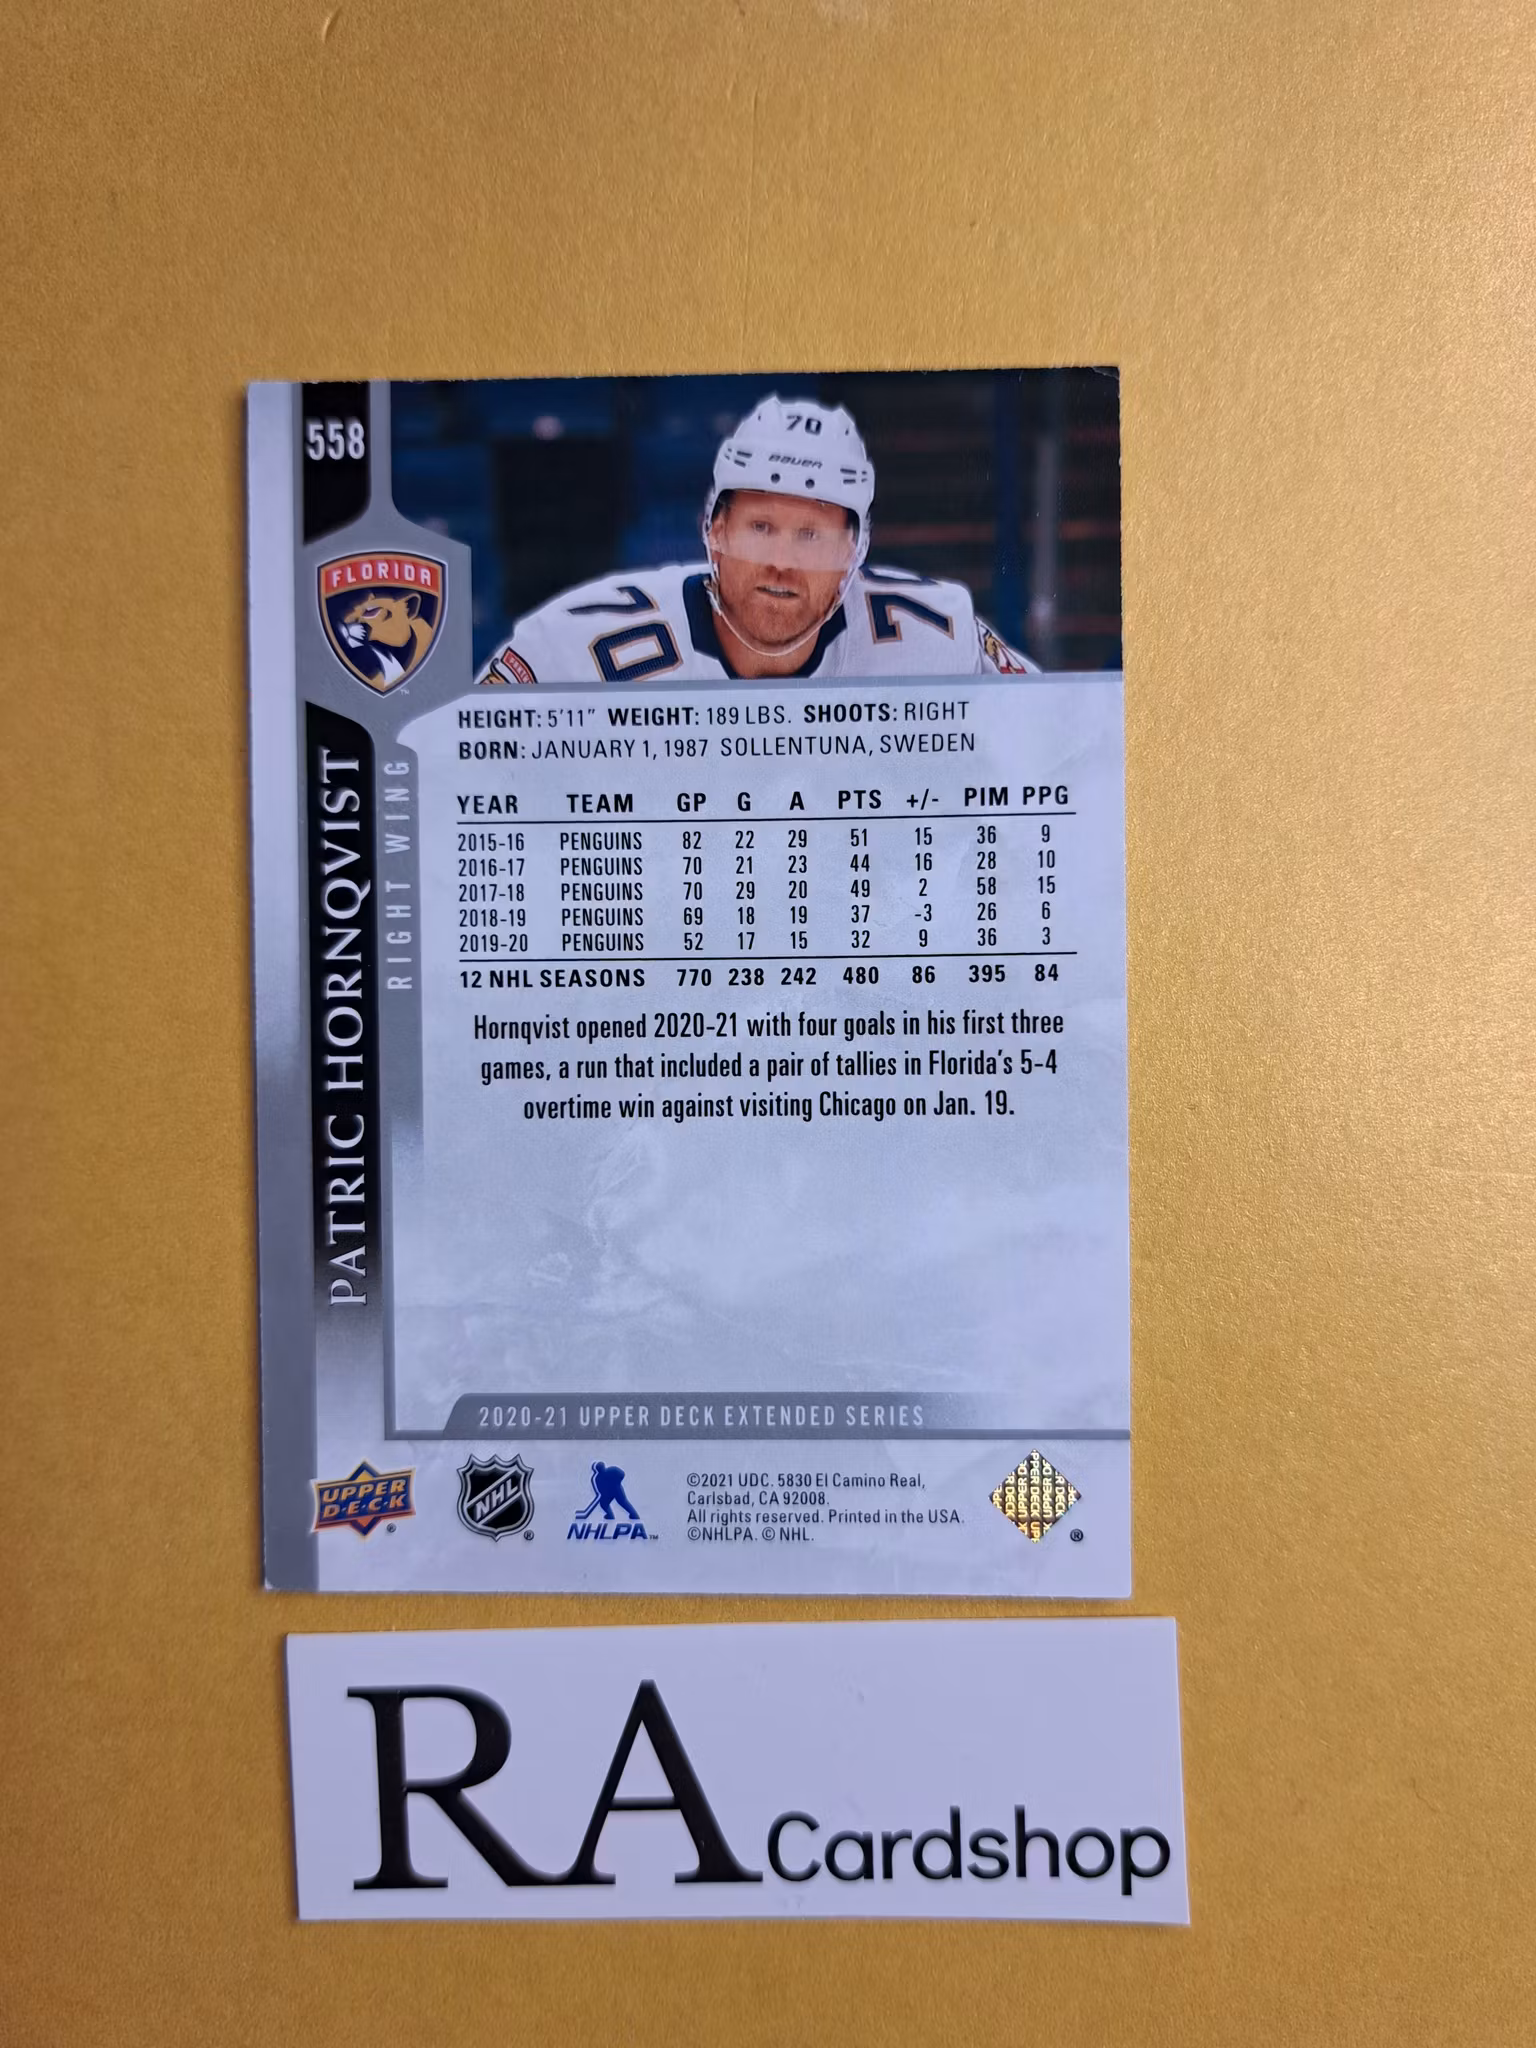 558
70
BAUER
FLORIDA
70
PATRIC HORNQVIST
RIGHT WING
HEIGHT: 5'11" WEIGHT: 189 LBS. SHOOTS: RIGHT
BORN: JANUARY 1, 1987 SOLLENTUNA, SWEDEN
YEAR TEAM GP G A PTS +/- PIM PPG
2015-16 PENGUINS 82 22 29 51 15 36 9
2016-17 PENGUINS 70 21 23 44 16 28 10
2017-18 PENGUINS 70 29 20 49 2 58 15
2018-19 PENGUINS 69 18 19 37 -3 26 6
2019-20 PENGUINS 52 17 15 32 9 36 3
12 NHL SEASONS 770 238 242 480 86 395 84
Hornqvist opened 2020-21 with four goals in his first three
games, a run that included a pair of tallies in Florida's 5-4
overtime win against visiting Chicago on Jan. 19.
2020-21 UPPER DECK EXTENDED SERIES
UPPER
D·E·C·K ®
NHL ®
NHLPA ™
©2021 UDC. 5830 El Camino Real,
Carlsbad, CA 92008.
All rights reserved. Printed in the USA.
©NHLPA. © NHL.
®
RA Cardshop